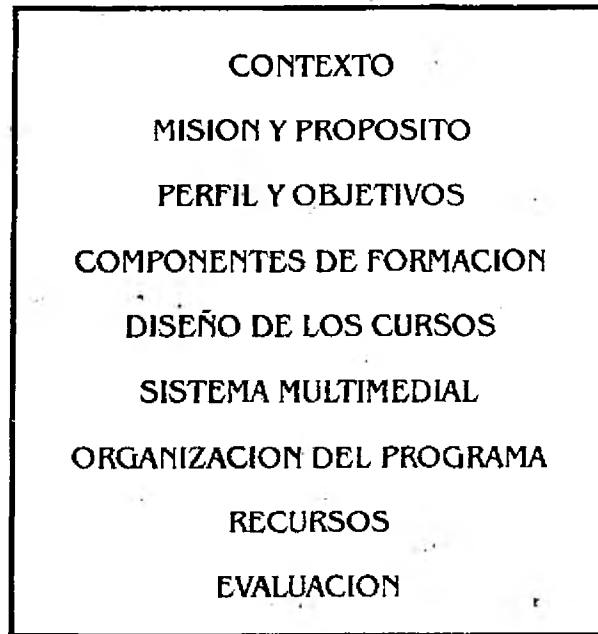 CONTEXTO
MISION Y PROPOSITO
PERFIL Y OBJETIVOS
COMPONENTES DE FORMACION
DISEÑO DE LOS CURSOS
SISTEMA MULTIMEDIAL
ORGANIZACION DEL PROGRAMA
RECURSOS
EVALUACION